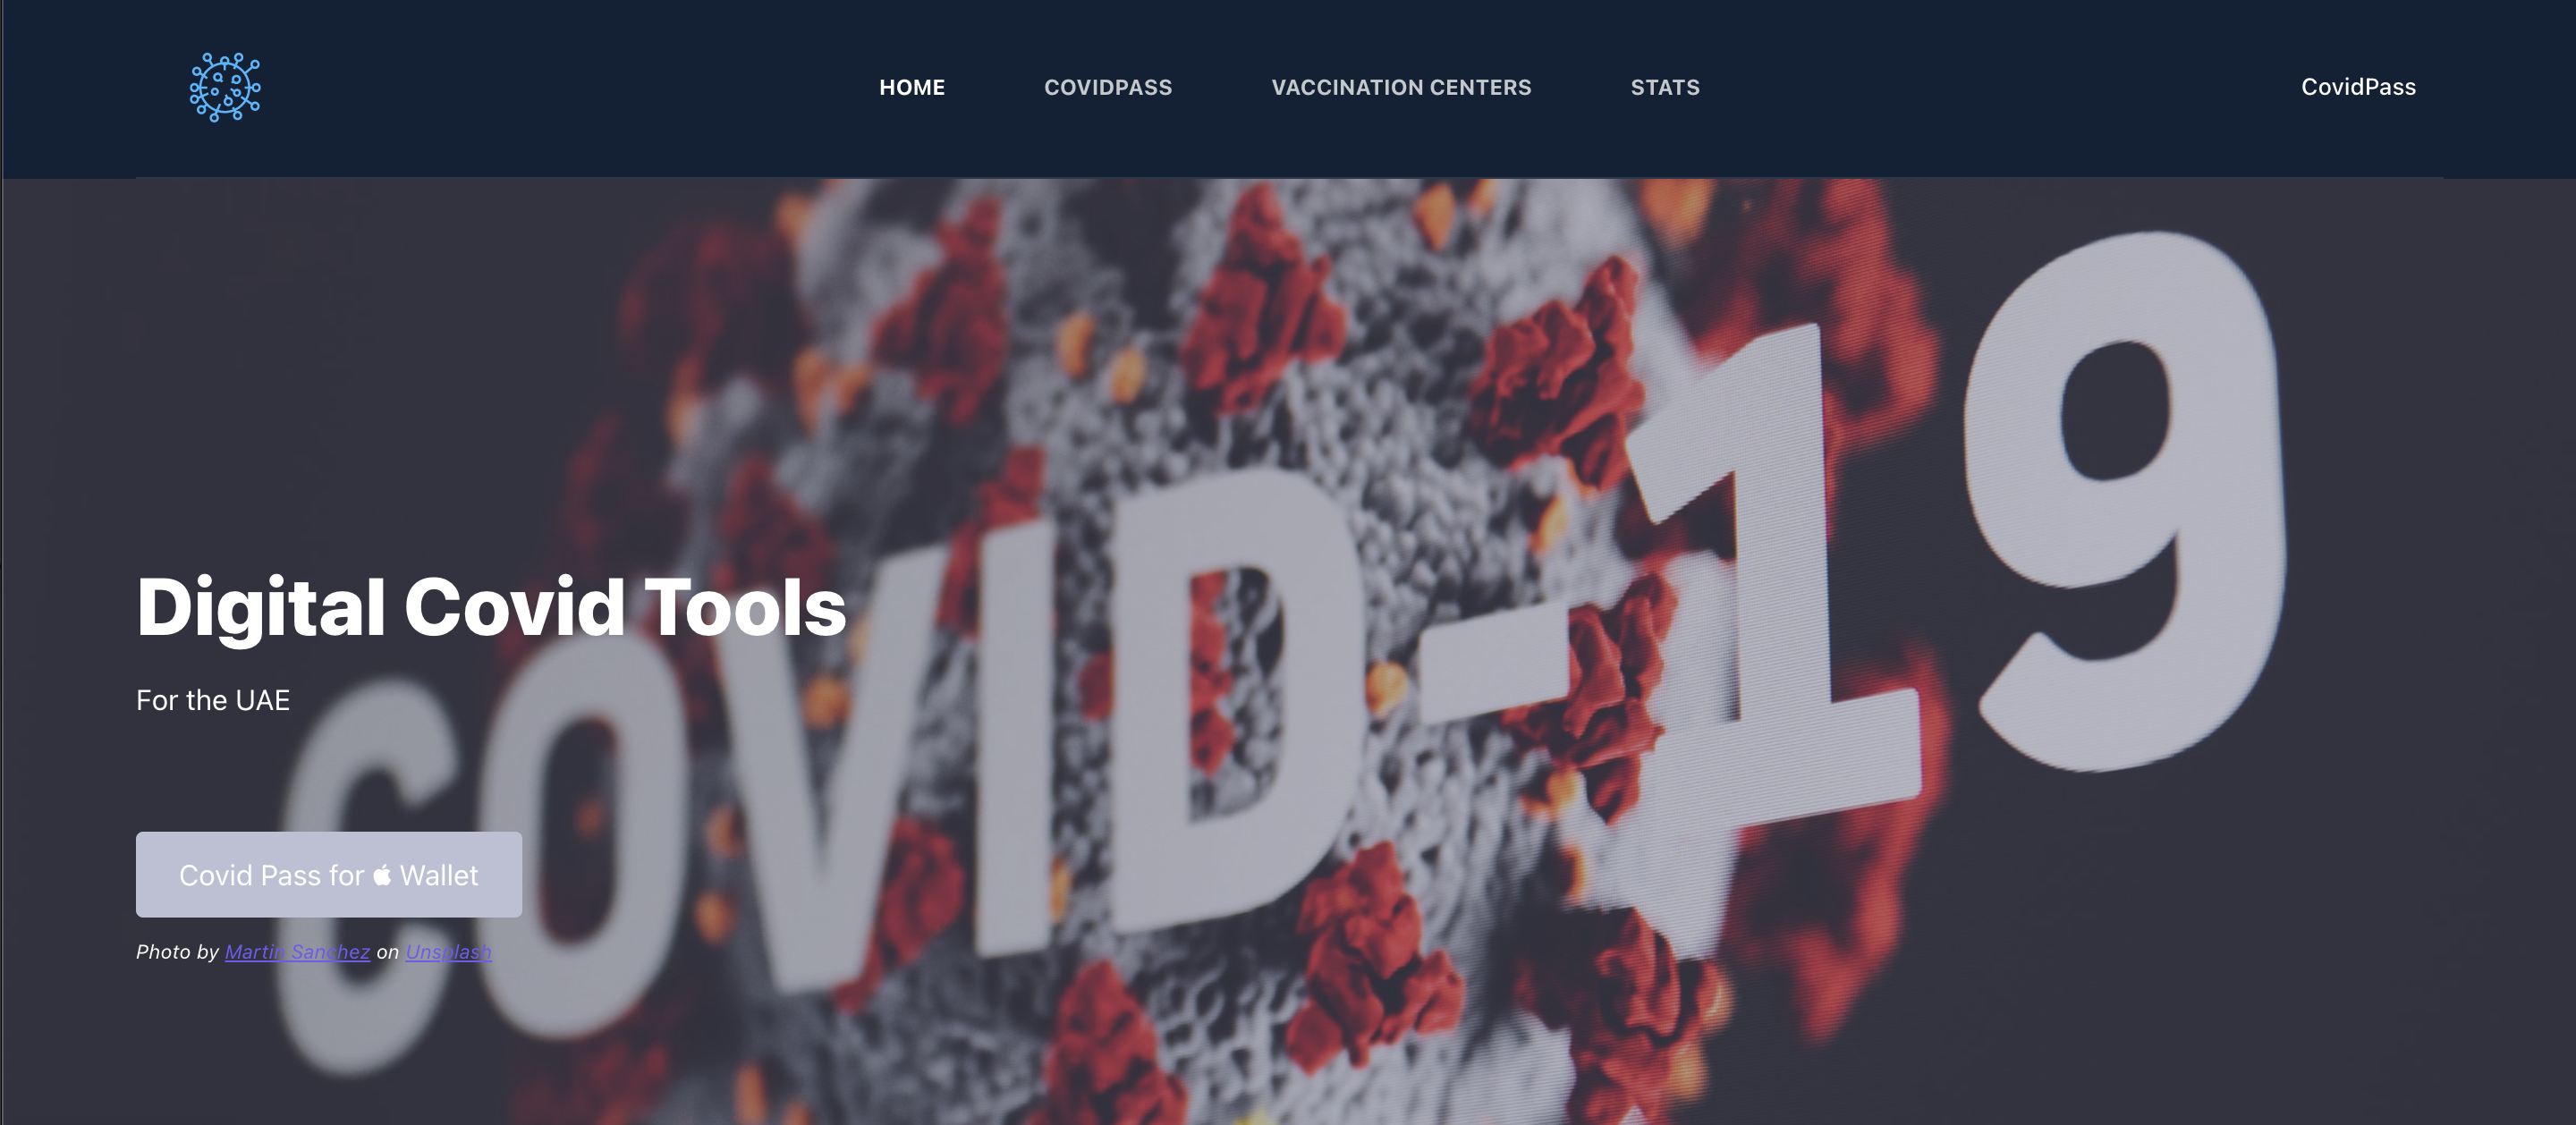 HOME
COVIDPASS
VACCINATION CENTERS
STATS
CovidPass
COVID-19
Digital Covid Tools
For the UAE
Covid Pass for  Wallet
Photo by Martin Sanchez on Unsplash